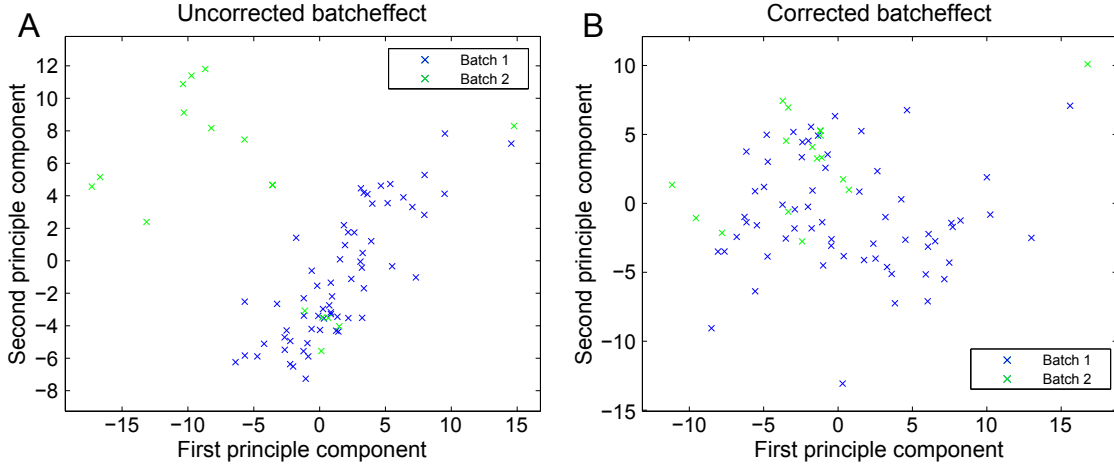 A
Uncorrected batcheffect
12
10
8
6
4
2
0
−2
−4
−6
−8
−15
−10
−5
0
5
10
15
Second principle component
First principle component
Batch 1
Batch 2
B
Corrected batcheffect
10
5
0
−5
−10
−15
−10
−5
0
5
10
15
Second principle component
First principle component
Batch 1
Batch 2